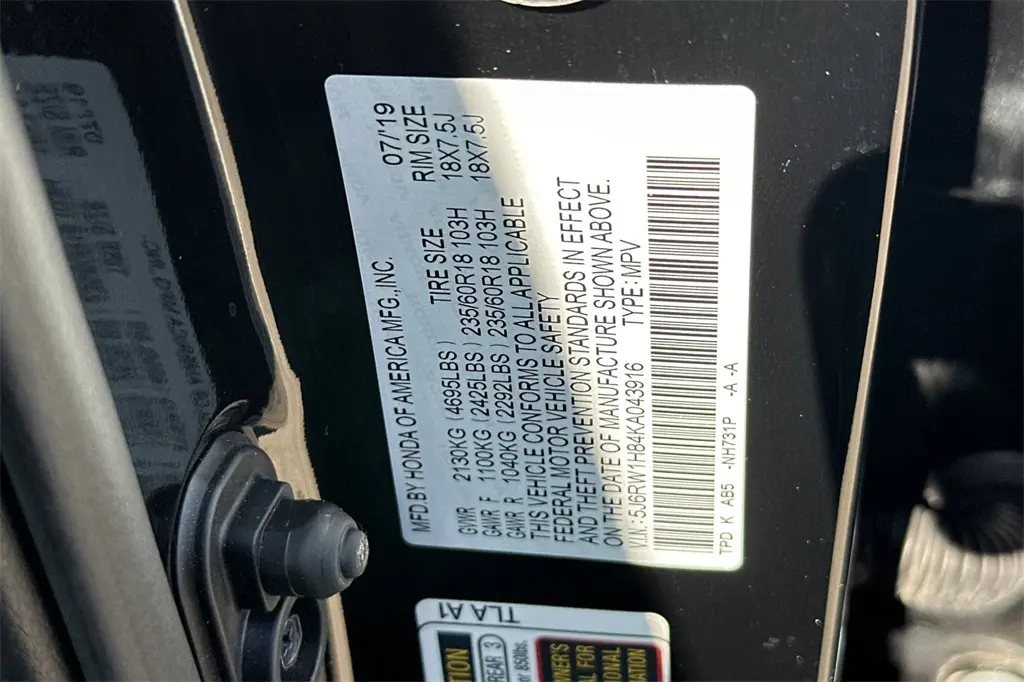 MFD.BY HONDA OF AMERICA MFG.,INC. 07/'19
TIRE SIZE RIM SIZE
GVWR 2130KG (4695LBS)
GAWR F 1100KG (2425LBS) 235/60R18 103H 18X7.5J
GAWR R 1040KG (2292LBS) 235/60R18 103H 18X7.5J
THIS VEHICLE CONFORMS TO ALL APPLICABLE
FEDERAL MOTOR VEHICLE SAFETY
AND THEFT PREVENTION STANDARDS IN EFFECT
ON THE DATE OF MANUFACTURE SHOWN ABOVE.
V.I.N.:5J6RW1H84KA043916 TYPE:MPV
TPD K AB5 -NH731P -A -A
TLA A1
REAR 3
850lbs.